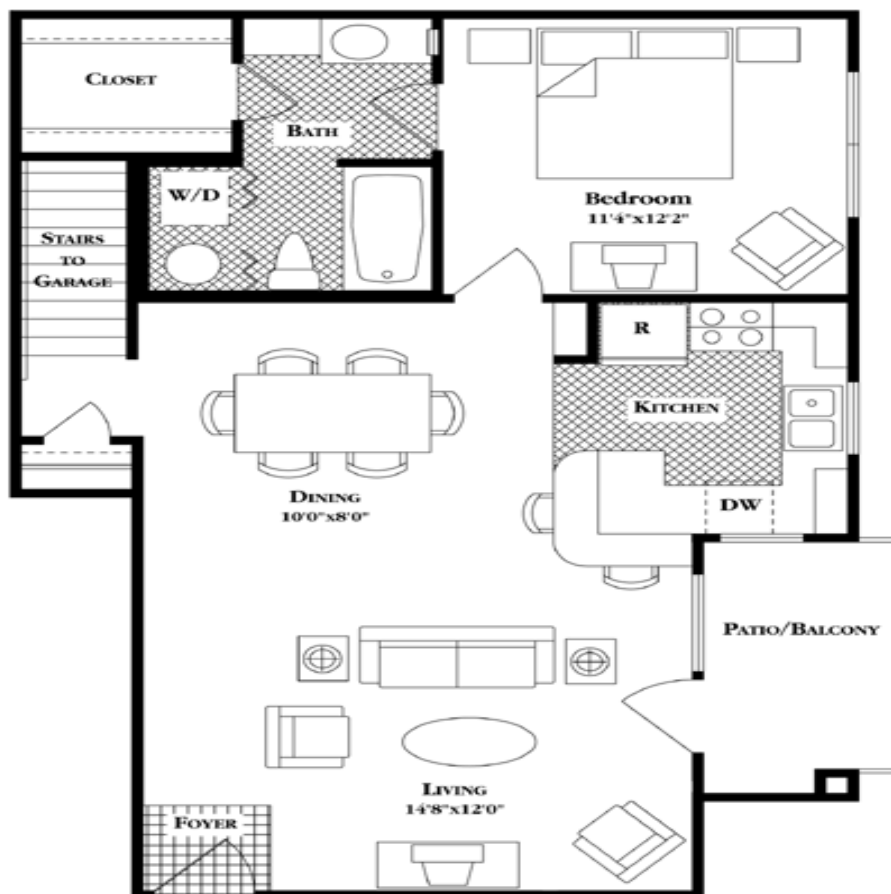 CLOSET
BATH
W/D
Bedroom
11'4"x12'2"
STAIRS
TO
GARAGE
R
KITCHEN
DINING
10'0"x8'0"
DW
PATIO/BALCONY
LIVING
14'8"x12'0"
FOYER